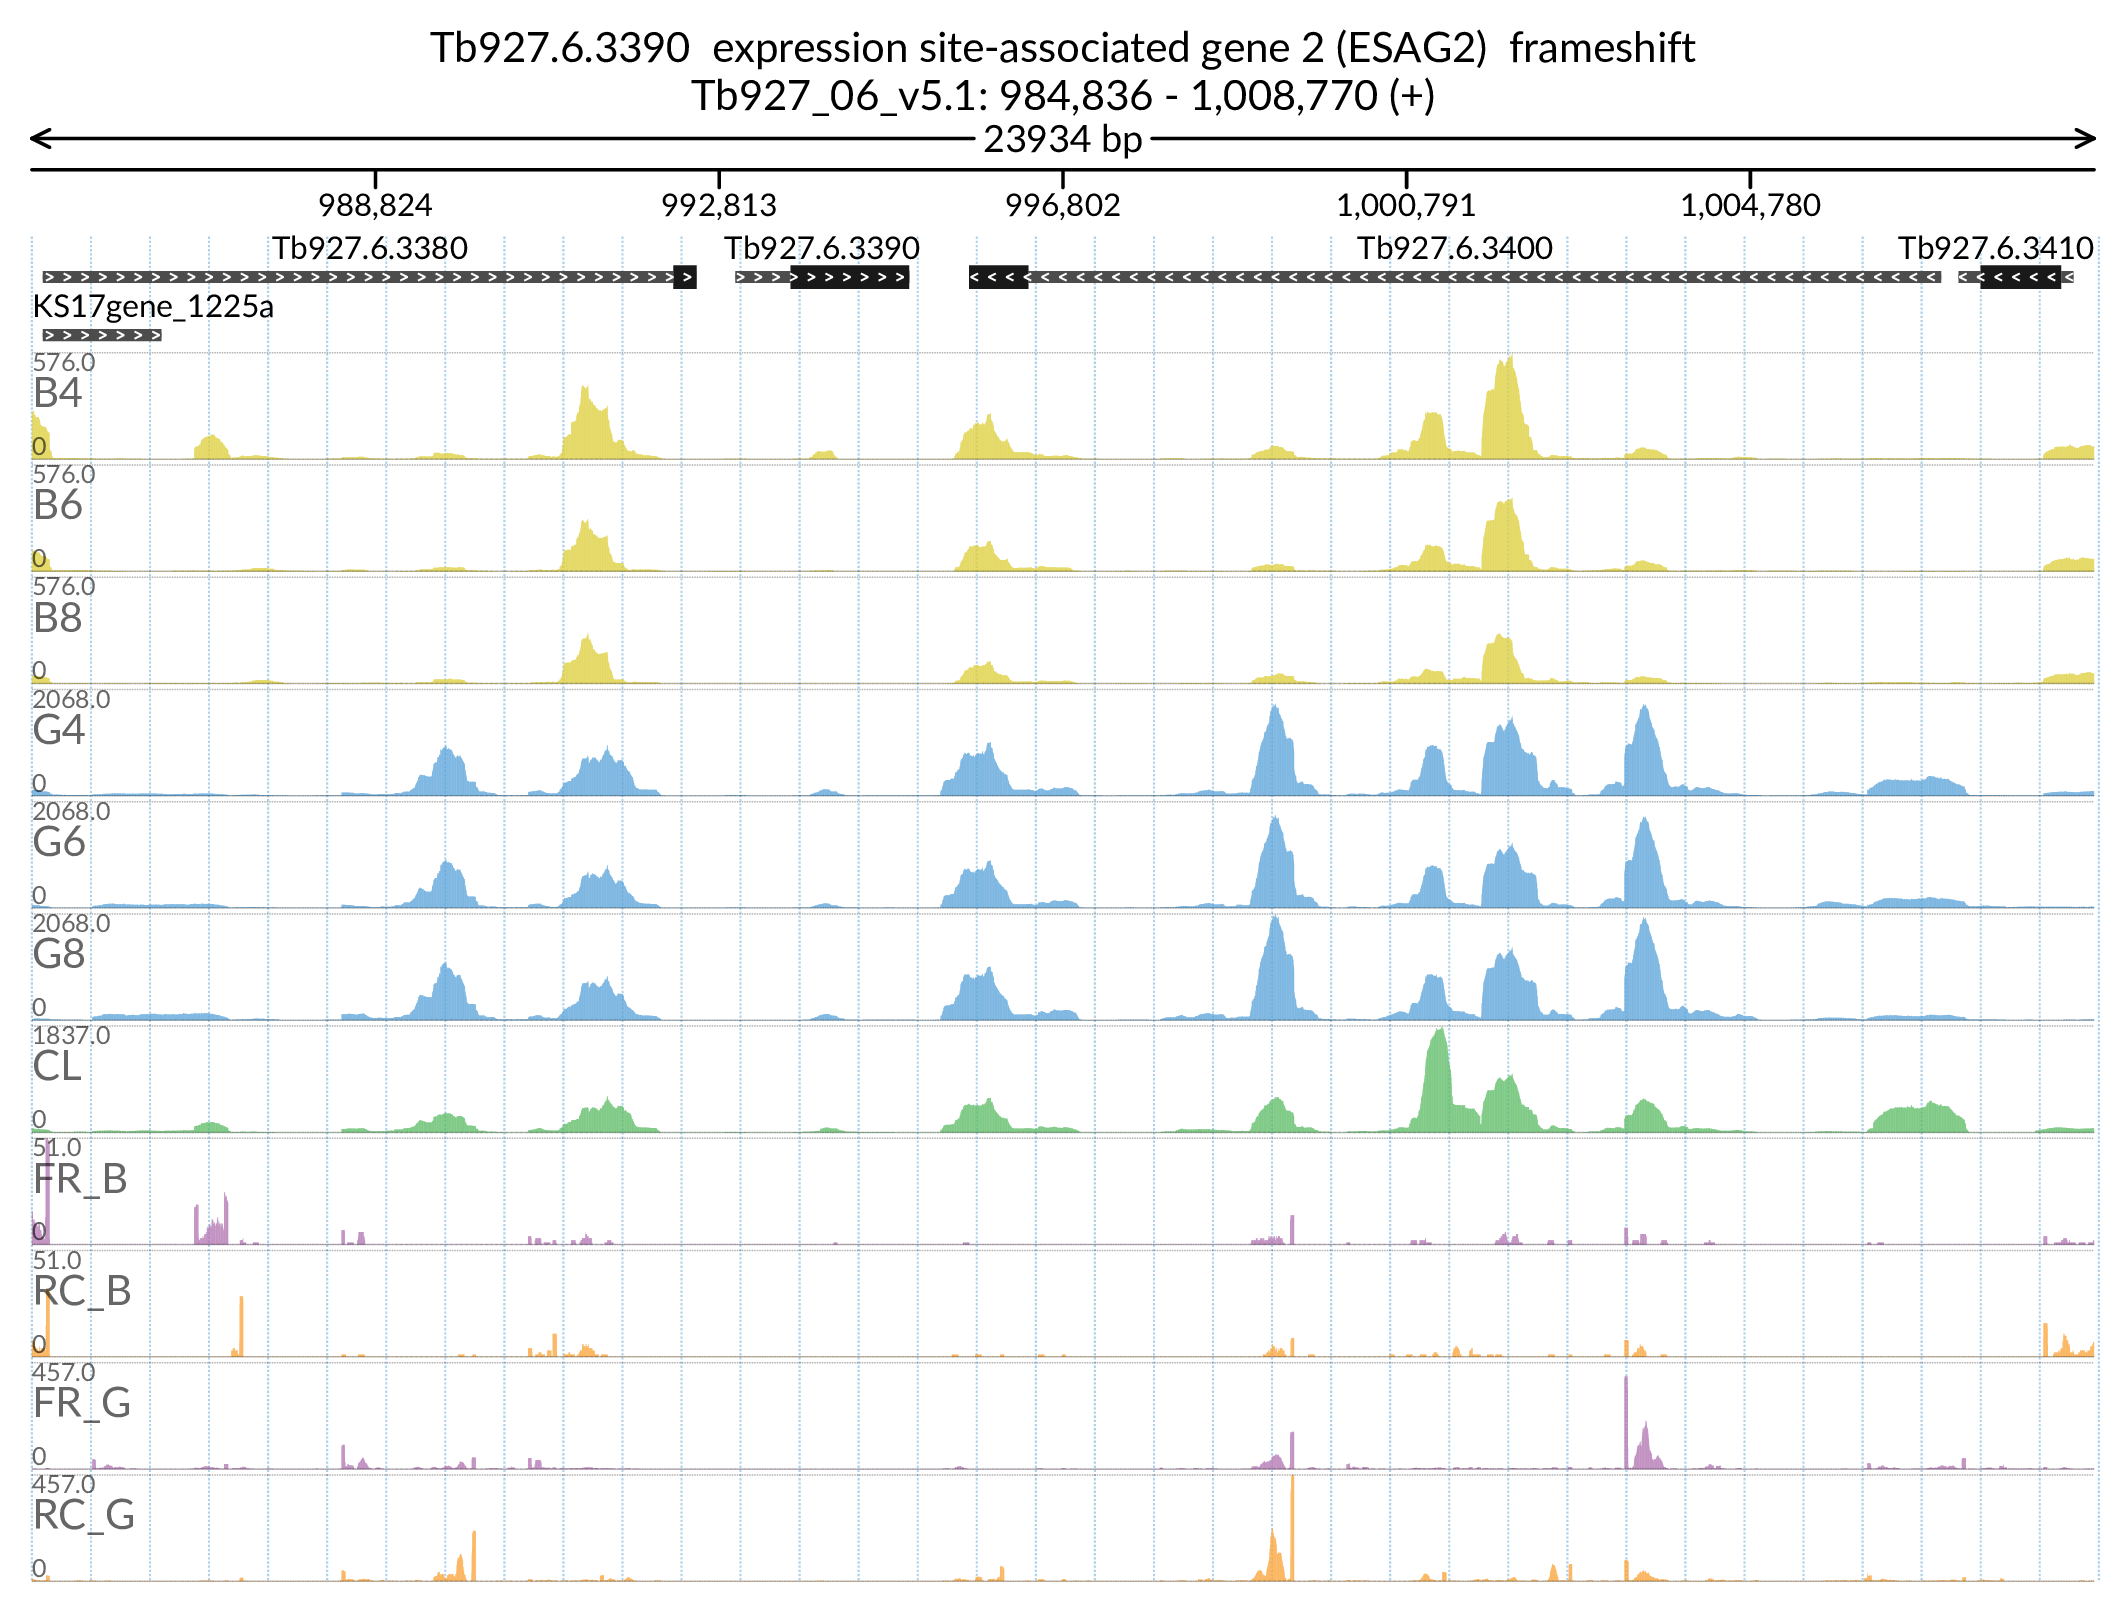 Tb927.6.3390 expression site-associated gene 2 (ESAG2) frameshift
Tb927_06_v5.1: 984,836 - 1,008,770 (+)
23934 bp
988,824 992,813 996,802 1,000,791 1,004,780
Tb927.6.3380 Tb927.6.3390 Tb927.6.3400 Tb927.6.3410
KS17gene_1225a
576.0
B4
0
576.0
B6
0
576.0
B8
0
2068.0
G4
0
2068.0
G6
0
2068.0
G8
0
1837.0
CL
0
51.0
FR_B
0
51.0
RC_B
0
457.0
FR_G
0
457.0
RC_G
0